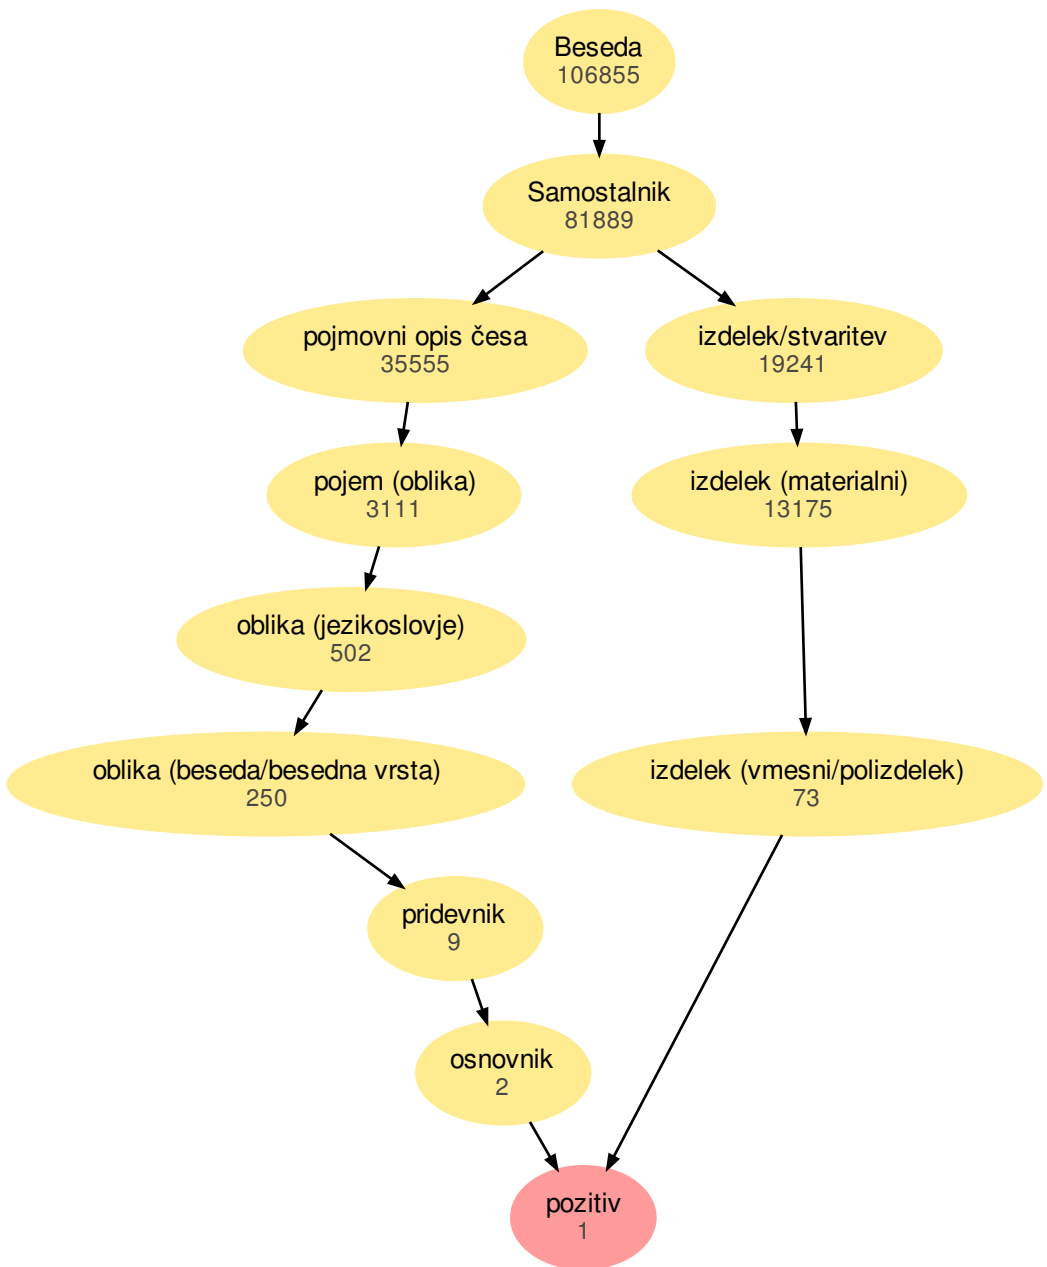 Beseda
106855
Samostalnik
81889
pojmovni opis česa
35555
izdelek/stvaritev
19241
pojem (oblika)
3111
izdelek (materialni)
13175
oblika (jezikoslovje)
502
oblika (beseda/besedna vrsta)
250
izdelek (vmesni/polizdelek)
73
pridevnik
9
osnovnik
2
pozitiv
1